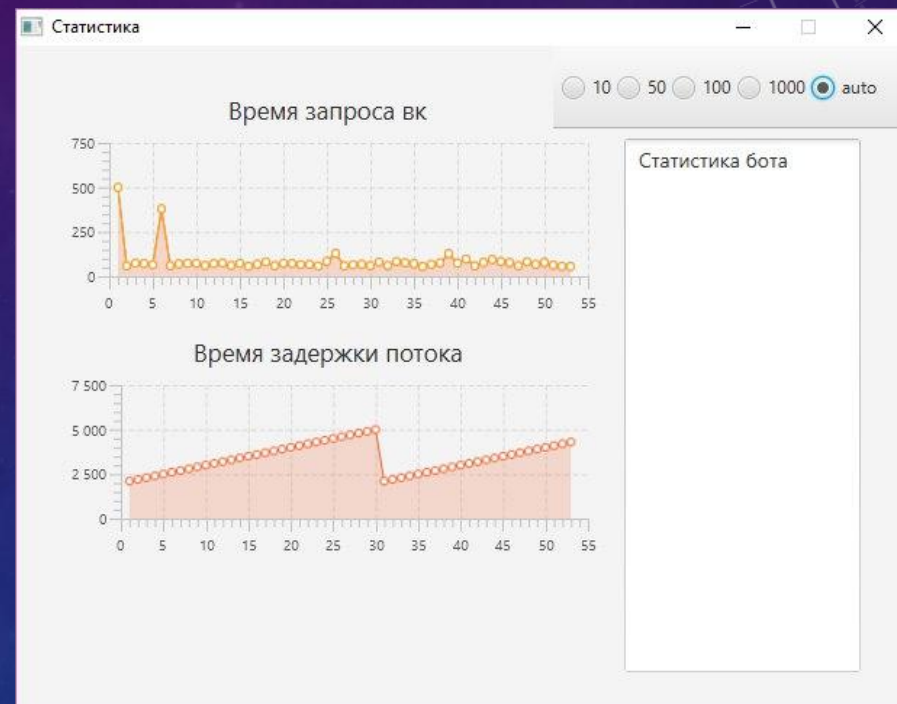 Статистика
10 50 100 1000 auto
Время запроса вк
750
500
250
0
0 5 10 15 20 25 30 35 40 45 50 55
Статистика бота
Время задержки потока
7 500
5 000
2 500
0
0 5 10 15 20 25 30 35 40 45 50 55